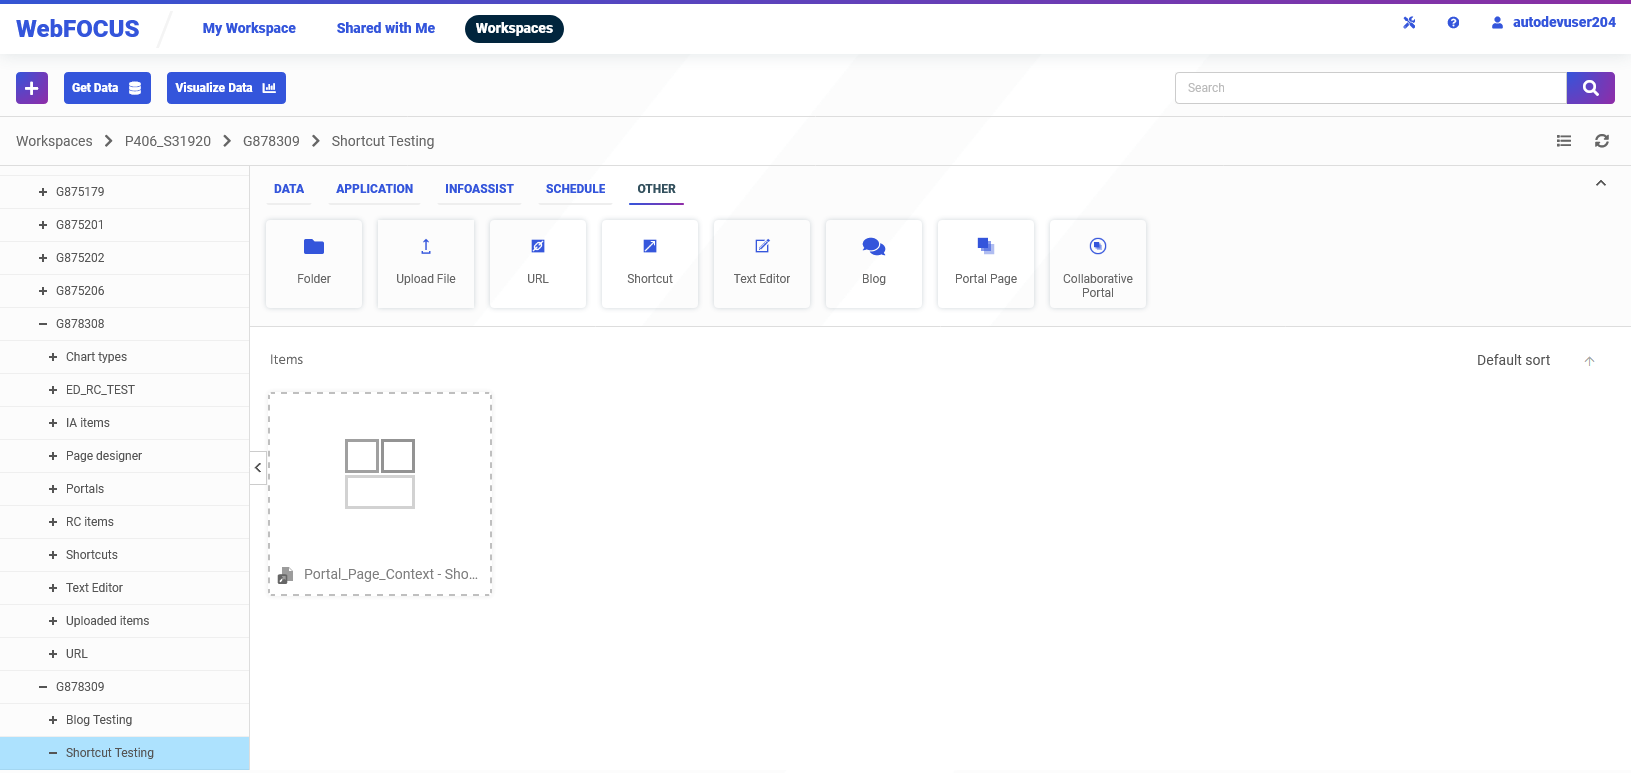 WebFOCUS
My Workspace
Shared with Me
Workspaces
autodevuser204
Get Data
Visualize Data
Search
Workspaces
P406_S31920
G878309
Shortcut Testing
G875179
G875201
G875202
G875206
G878308
Chart types
ED_RC_TEST
IA items
Page designer
Portals
RC items
Shortcuts
Text Editor
Uploaded items
URL
G878309
Blog Testing
Shortcut Testing
DATA
APPLICATION
INFOASSIST
SCHEDULE
OTHER
Folder
Upload File
URL
Shortcut
Text Editor
Blog
Portal Page
Collaborative
Portal
Items
Default sort
Portal_Page_Context - Sho...